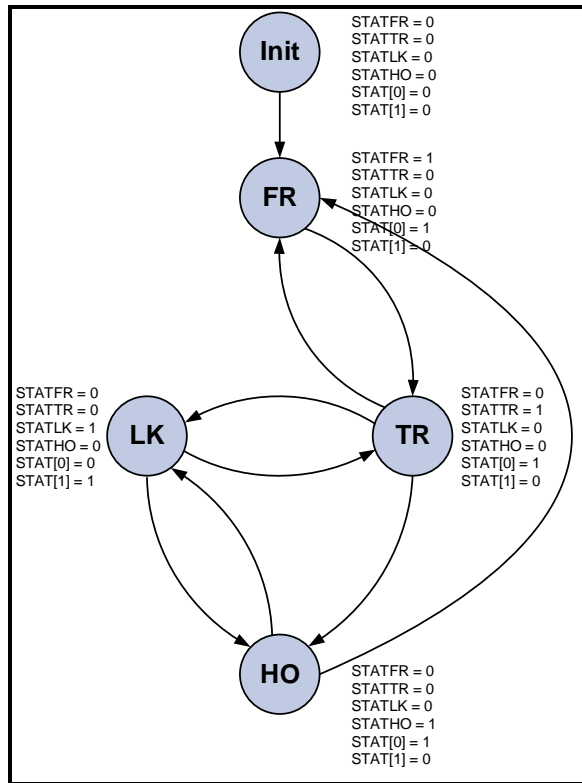 Init
STATFR = 0
STATTR = 0
STATLK = 0
STATHO = 0
STAT[0] = 0
STAT[1] = 0
FR
STATFR = 1
STATTR = 0
STATLK = 0
STATHO = 0
STAT[0] = 1
STAT[1] = 0
STATFR = 0
STATTR = 0
STATLK = 1
STATHO = 0
STAT[0] = 0
STAT[1] = 1
LK
TR
STATFR = 0
STATTR = 1
STATLK = 0
STATHO = 0
STAT[0] = 1
STAT[1] = 0
HO
STATFR = 0
STATTR = 0
STATLK = 0
STATHO = 1
STAT[0] = 1
STAT[1] = 0